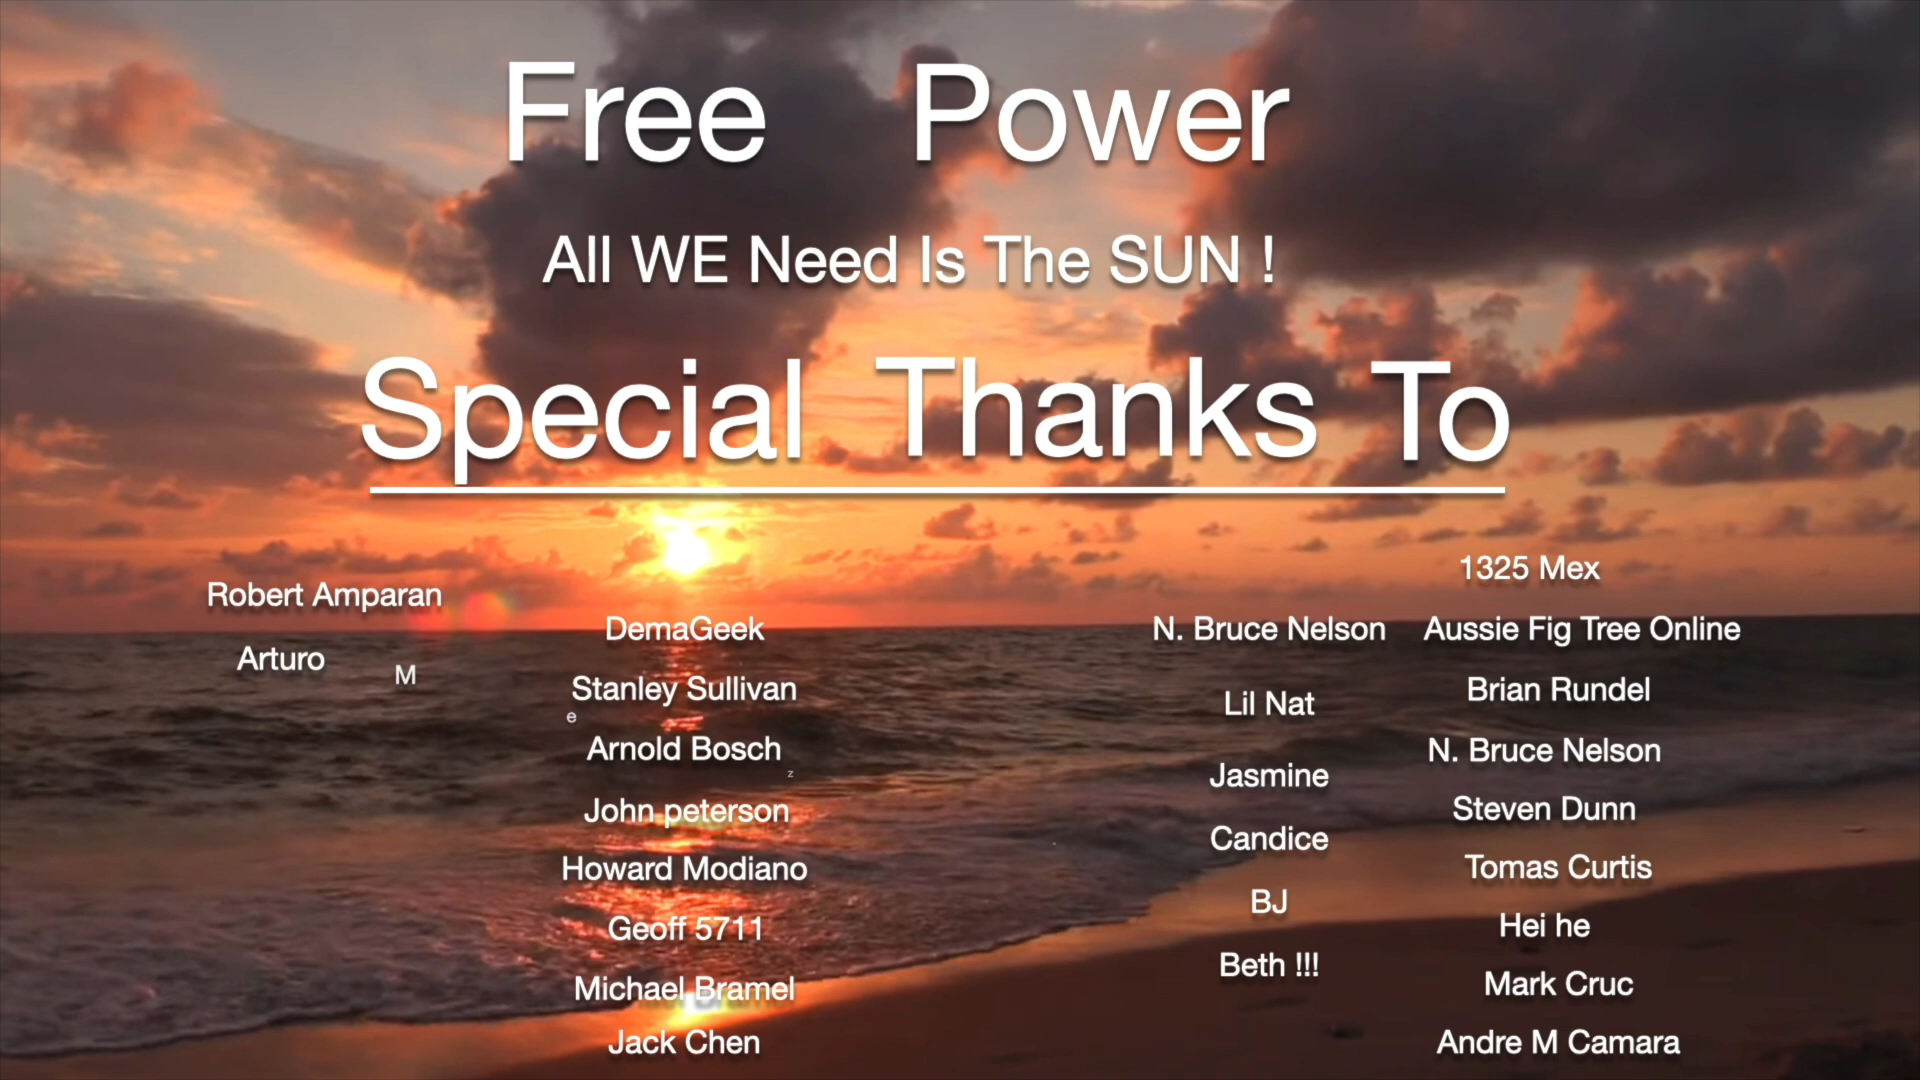 Free Power
All WE Need Is The SUN !
Special Thanks To
Robert Amparan
Arturo M
e
z
DemaGeek
Stanley Sullivan
Arnold Bosch
John peterson
Howard Modiano
Geoff 5711
Michael Bramel
Jack Chen
N. Bruce Nelson
Lil Nat
Jasmine
Candice
BJ
Beth !!!
1325 Mex
Aussie Fig Tree Online
Brian Rundel
N. Bruce Nelson
Steven Dunn
Tomas Curtis
Hei he
Mark Cruc
Andre M Camara